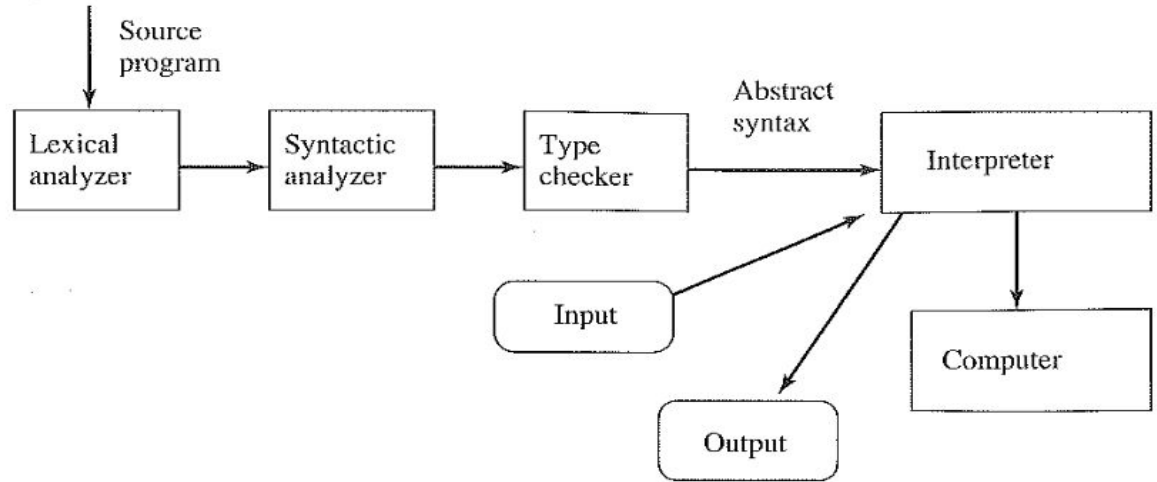 Source
program
Lexical
analyzer
Syntactic
analyzer
Type
checker
Abstract
syntax
Interpreter
Input
Computer
Output